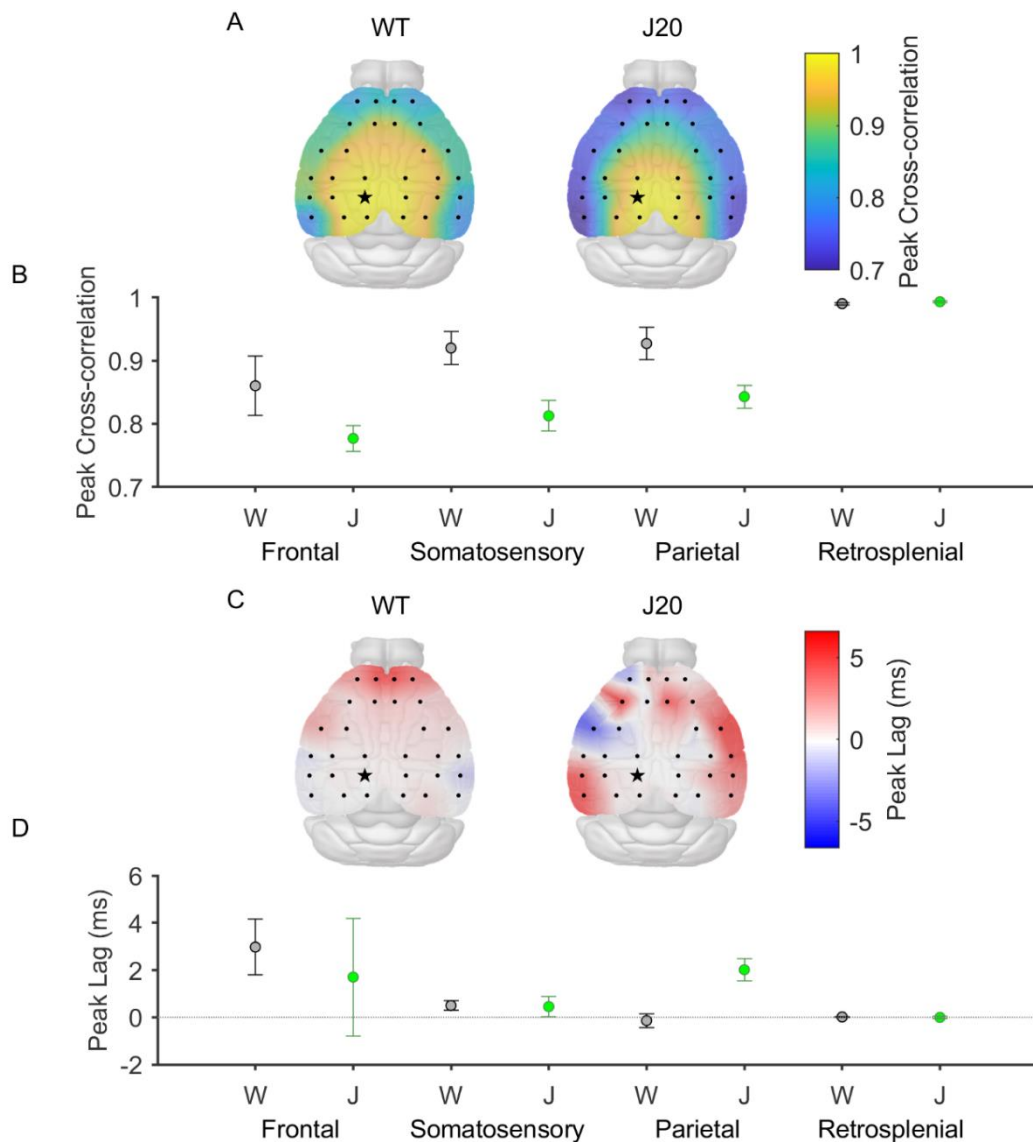 A
WT
J20
1
0.9
0.8
0.7
Peak Cross-correlation
B
1
0.9
0.8
0.7
Peak Cross-correlation
W J W J W J W J
Frontal Somatosensory Parietal Retrosplenial
C
WT
J20
5
0
-5
Peak Lag (ms)
D
6
4
2
0
-2
Peak Lag (ms)
W J W J W J W J
Frontal Somatosensory Parietal Retrosplenial